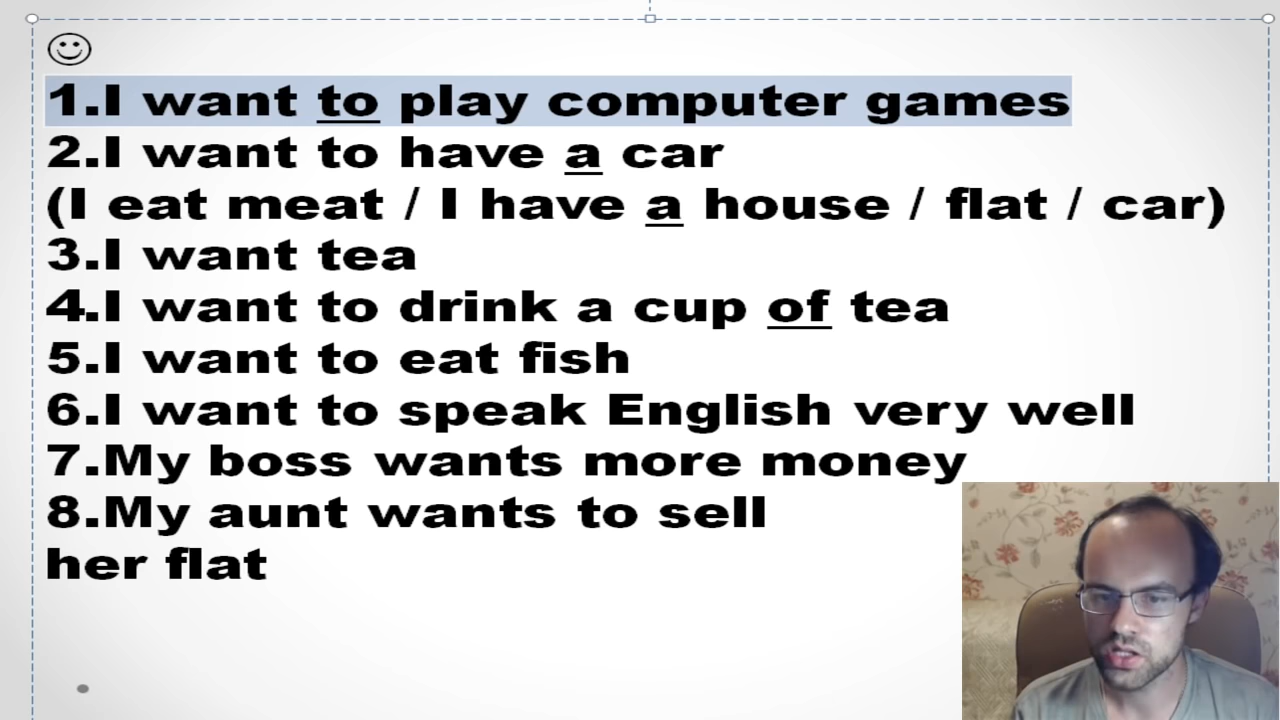 1.I want to play computer games
2.I want to have a car
(I eat meat / I have a house / flat / car)
3.I want tea
4.I want to drink a cup of tea
5.I want to eat fish
6.I want to speak English very well
7.My boss wants more money
8.My aunt wants to sell
her flat